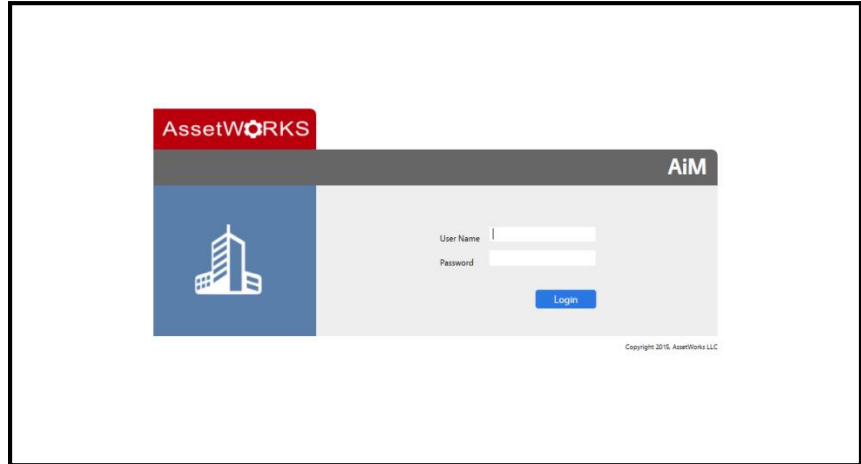 AssetWORKS
AiM
User Name
Password
Login
Copyright 2015, AssetWorks LLC